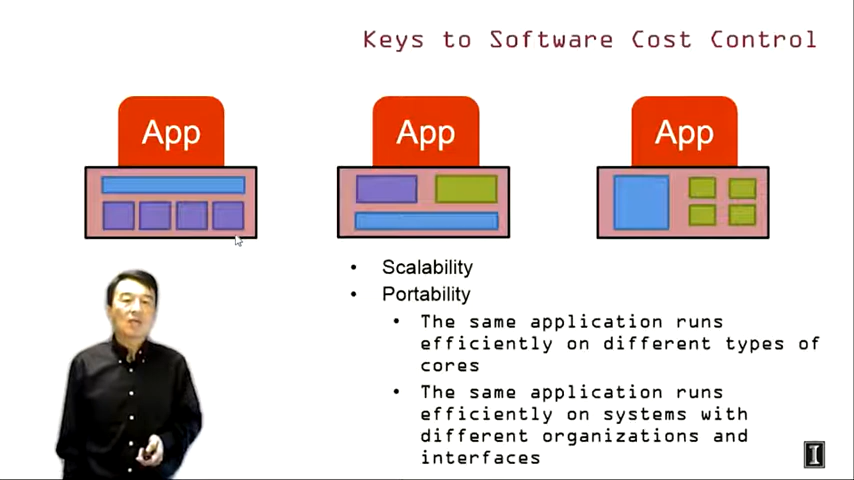 Keys to Software Cost Control
App
App
App
• Scalability
• Portability
• The same application runs
efficiently on different types of
cores
• The same application runs
efficiently on systems with
different organizations and
interfaces
I